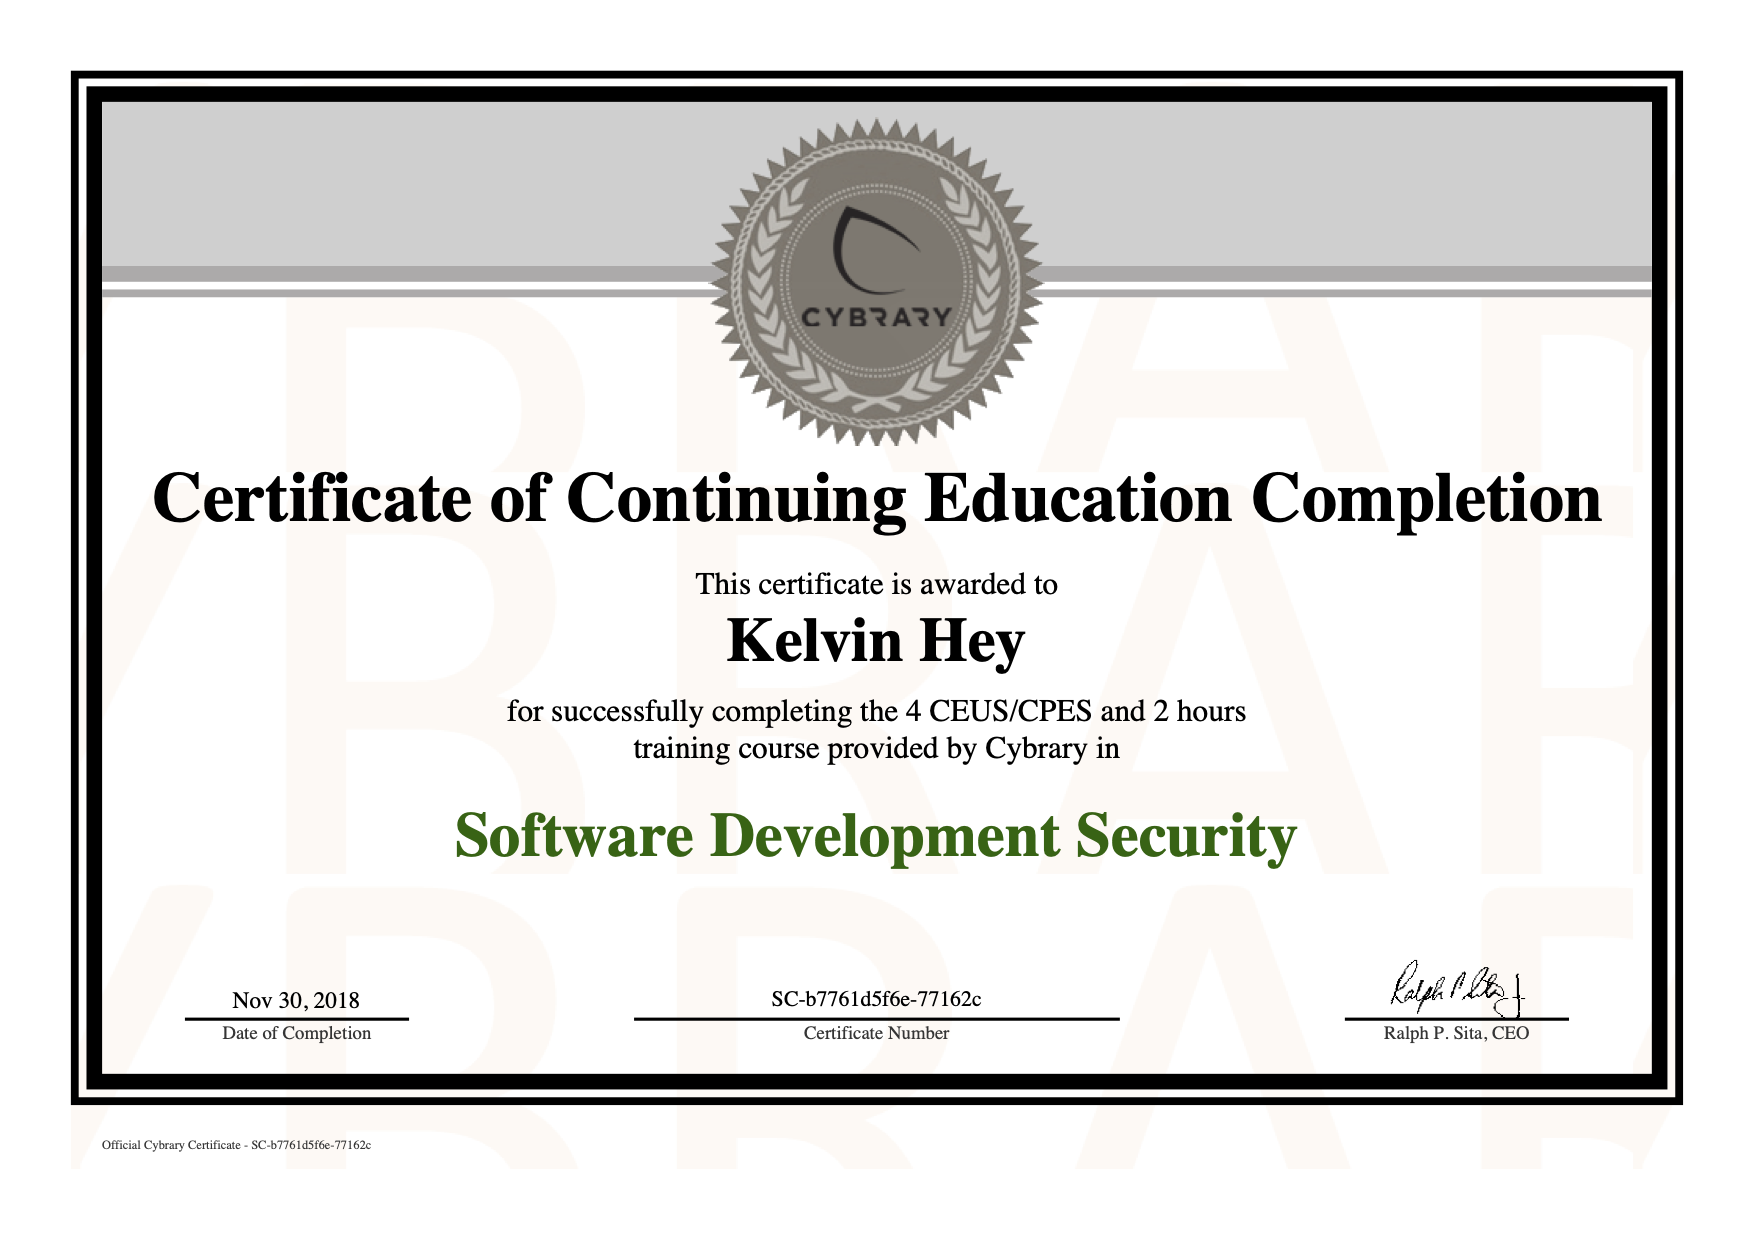 CYBRARY
Certificate of Continuing Education Completion
This certificate is awarded to
Kelvin Hey
for successfully completing the 4 CEUS/CPES and 2 hours
training course provided by Cybrary in
Software Development Security
Nov 30, 2018
Date of Completion
SC-b7761d5f6e-77162c
Certificate Number
Ralph P. Sita, CEO
Official Cybrary Certificate - SC-b7761d5f6e-77162c